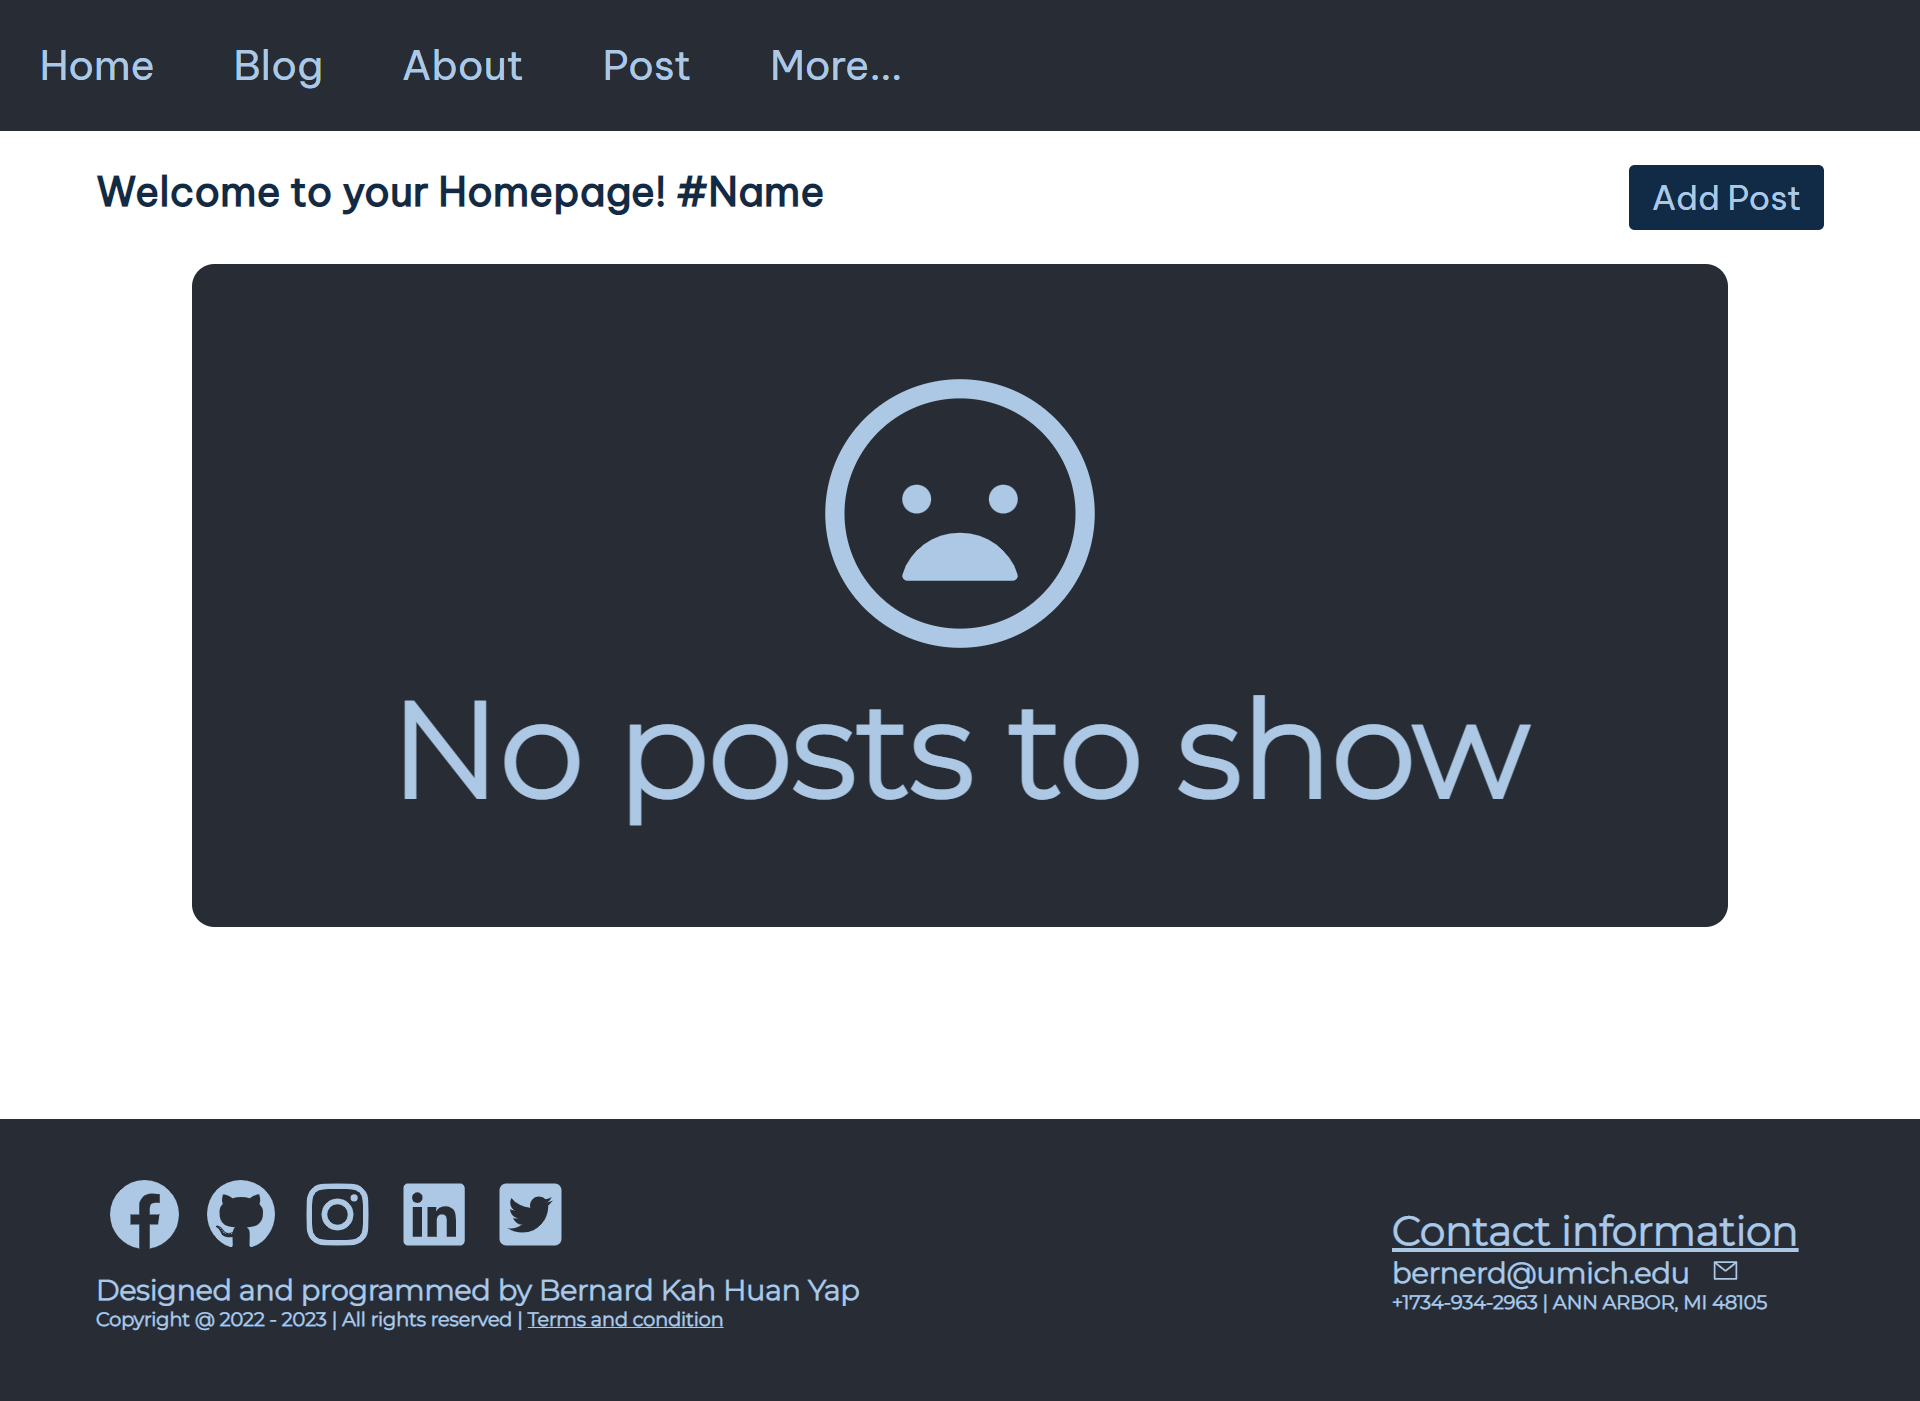 Home Blog About Post More...
Welcome to your Homepage! #Name
Add Post
No posts to show
Designed and programmed by Bernard Kah Huan Yap
Copyright @ 2022 - 2023 | All rights reserved | Terms and condition
Contact information
bernerd@umich.edu
+1734-934-2963 | ANN ARBOR, MI 48105